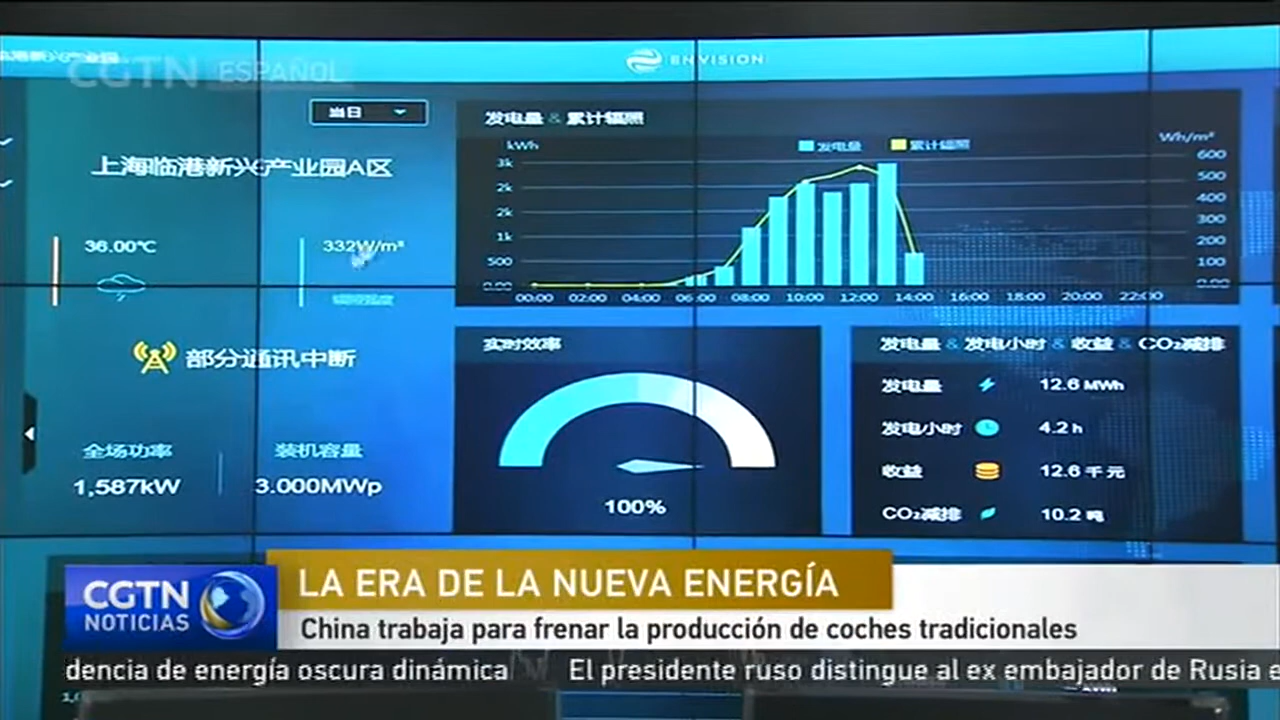 CGTN ESPAÑOL
ENVISION
当日
上海临港新兴产业园A区
36.00℃
332W/m²
部分通讯中断
全场功率
装机容量
1,587kW
3.000MWp
发电量 & 累计辐照
kWh
发电量
累计辐照
Wh/m²
3k
2k
2k
1k
500
0.00
600
500
400
300
200
100
0.00
00:00 02:00 04:00 06:00 08:00 10:00 12:00 14:00 16:00 18:00 20:00 22:00
实时效率
100%
发电量 & 发电小时 & 收益 & CO₂减排
发电量 12.6 MWh
发电小时 4.2 h
收益 12.6 千元
CO₂减排 10.2 吨
CGTN NOTICIAS
LA ERA DE LA NUEVA ENERGÍA
China trabaja para frenar la producción de coches tradicionales
dencia de energía oscura dinámica
El presidente ruso distingue al ex embajador de Rusia e